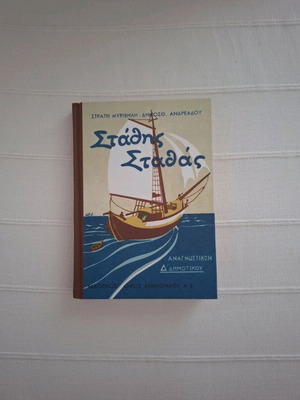 ΣΤΡΑΤΗ ΜΥΡΙΒΗΛΗ - ΔΗΜΟΣΘ. ΑΝΔΡΕΑΔΟΥ
Στάθης
Σταθάς
ΑΝΑΓΝΩΣΤΙΚΟΝ
Δ ΔΗΜΟΤΙΚΟΥ